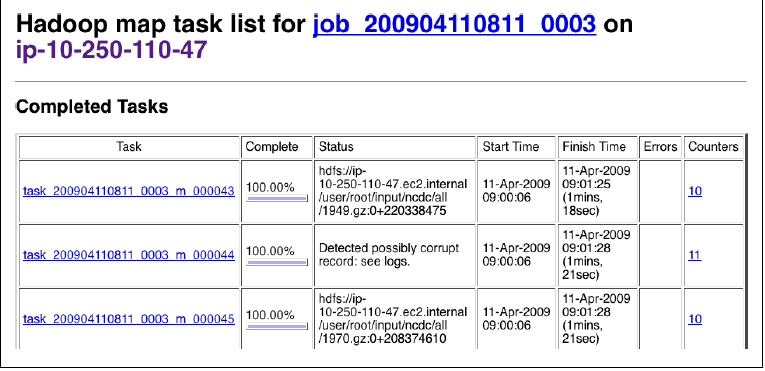 Hadoop map task list for job_200904110811_0003 on
ip-10-250-110-47
Completed Tasks
Task Complete Status Start Time Finish Time Errors Counters
task_200904110811_0003_m_000043 100.00% hdfs://ip-
10-250-110-47.ec2.internal
/user/root/input/ncdc/all
/1949.gz:0+220338475 11-Apr-2009
09:00:06 11-Apr-2009
09:01:25
(1mins,
18sec) 10
task_200904110811_0003_m_000044 100.00% Detected possibly corrupt
record: see logs. 11-Apr-2009
09:00:06 11-Apr-2009
09:01:28
(1mins,
21sec) 11
task_200904110811_0003_m_000045 100.00% hdfs://ip-
10-250-110-47.ec2.internal
/user/root/input/ncdc/all
/1970.gz:0+208374610 11-Apr-2009
09:00:06 11-Apr-2009
09:01:28
(1mins,
21sec) 10